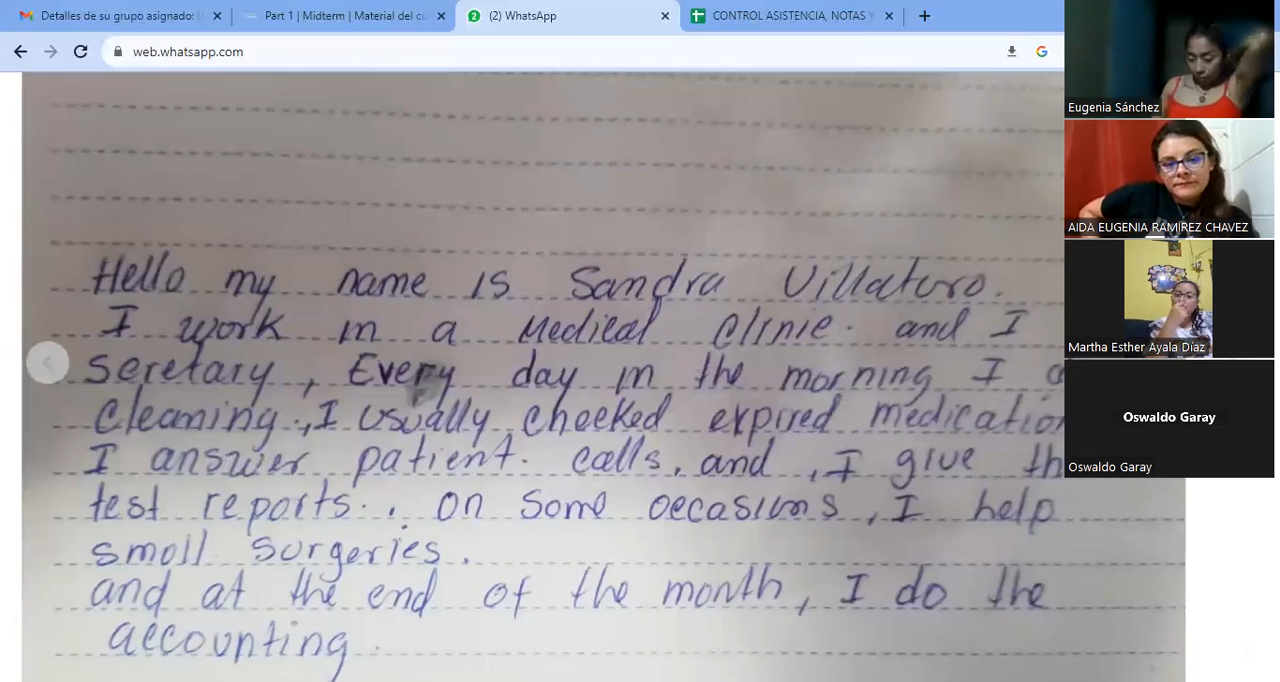 Detalles de su grupo asignado:
Part 1 | Midterm | Material del cu
(2) WhatsApp
CONTROL ASISTENCIA, NOTAS Y
web.whatsapp.com
Eugenia Sánchez
AIDA EUGENIA RAMIREZ CHAVEZ
Martha Esther Ayala Díaz
Oswaldo Garay
Oswaldo Garay
Hello my name is Sandra Villatoro.
I work in a Medical Clinic. and I
Scretary, Every day in the morning I
Cleaning., I usually checked expired medication
I answer patient. calls. and, I give th
test reports.. On Some occasions, I help
small surgeries.
and at the end of the month, I do the
accounting.